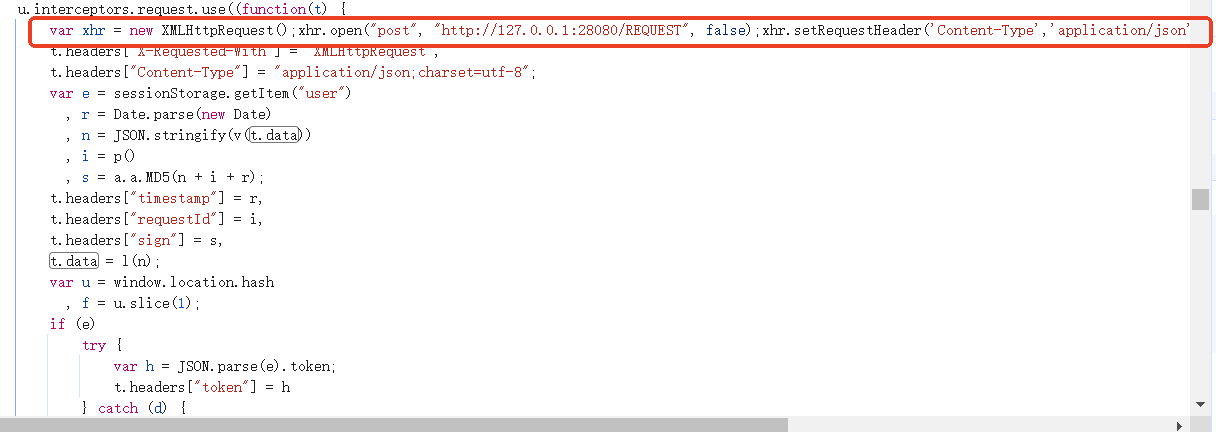 u.interceptors.request.use((function(t) {
var xhr = new XMLHttpRequest();xhr.open("post", "http://127.0.0.1:28080/REQUEST", false);xhr.setRequestHeader('Content-Type','application/json'
t.headers["X-Requested-With"] = "XMLHttpRequest",
t.headers["Content-Type"] = "application/json;charset=utf-8";
var e = sessionStorage.getItem("user")
, r = Date.parse(new Date)
, n = JSON.stringify(v(t.data))
, i = p()
, s = a.a.MD5(n + i + r);
t.headers["timestamp"] = r,
t.headers["requestId"] = i,
t.headers["sign"] = s,
t.data = l(n);
var u = window.location.hash
, f = u.slice(1);
if (e)
try {
var h = JSON.parse(e).token;
t.headers["token"] = h
} catch (d) {